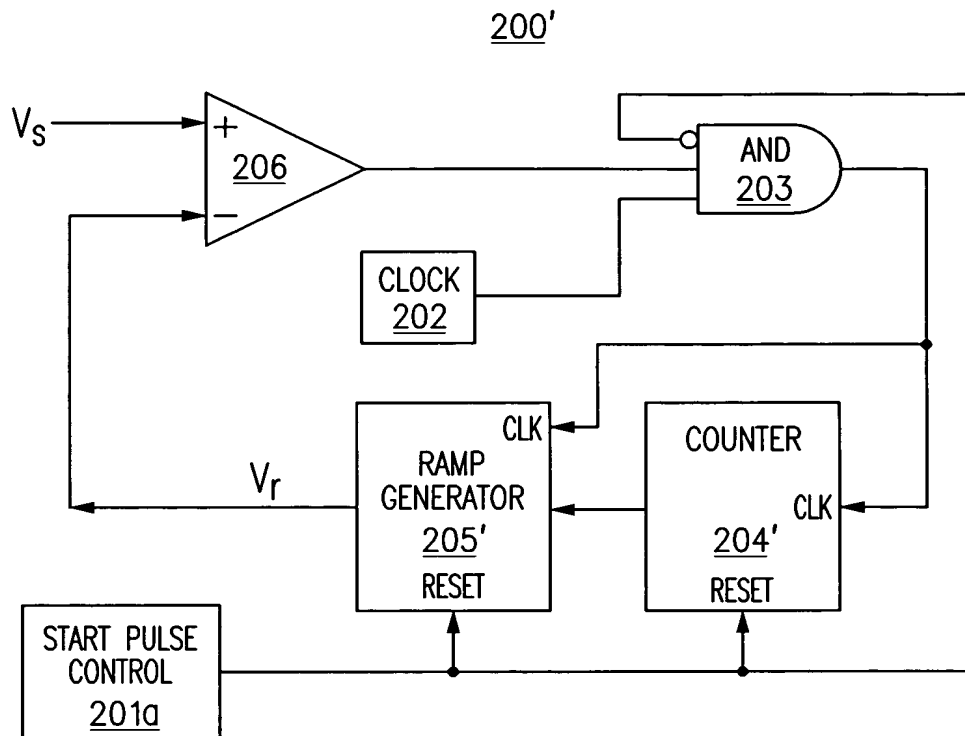 200'
Vs
+
206
−
AND
203
CLOCK
202
CLK
RAMP
GENERATOR
205'
RESET
COUNTER
CLK
204'
RESET
Vr
START PULSE
CONTROL
201a